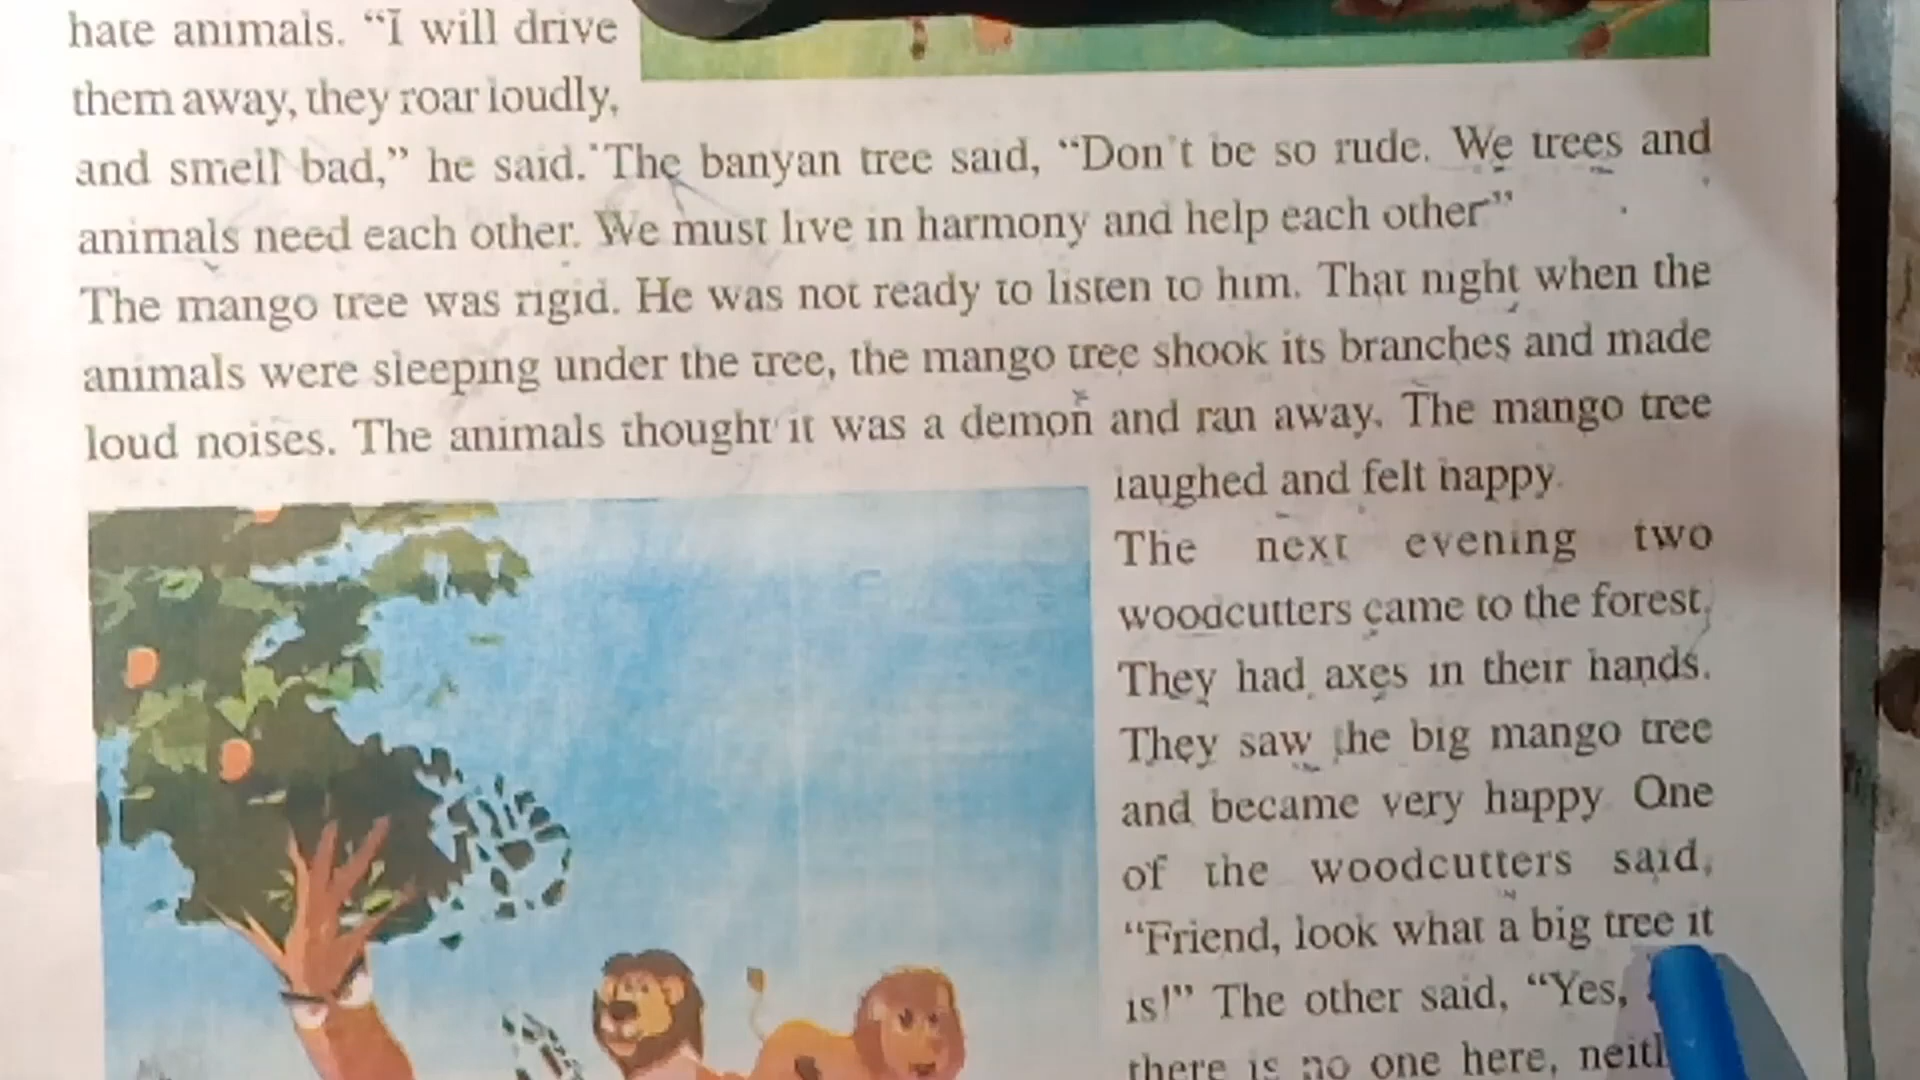 hate animals. “I will drive
them away, they roar loudly,
and smell bad,” he said. The banyan tree said, “Don't be so rude. We trees and
animals need each other. We must live in harmony and help each other”
The mango tree was rigid. He was not ready to listen to him. That night when the
animals were sleeping under the tree, the mango tree shook its branches and made
loud noises. The animals thought it was a demon and ran away. The mango tree
laughed and felt happy.
The next evening two
woodcutters came to the forest.
They had axes in their hands.
They saw the big mango tree
and became very happy. One
of the woodcutters said,
“Friend, look what a big tree it
is!” The other said, “Yes,
there is no one here,